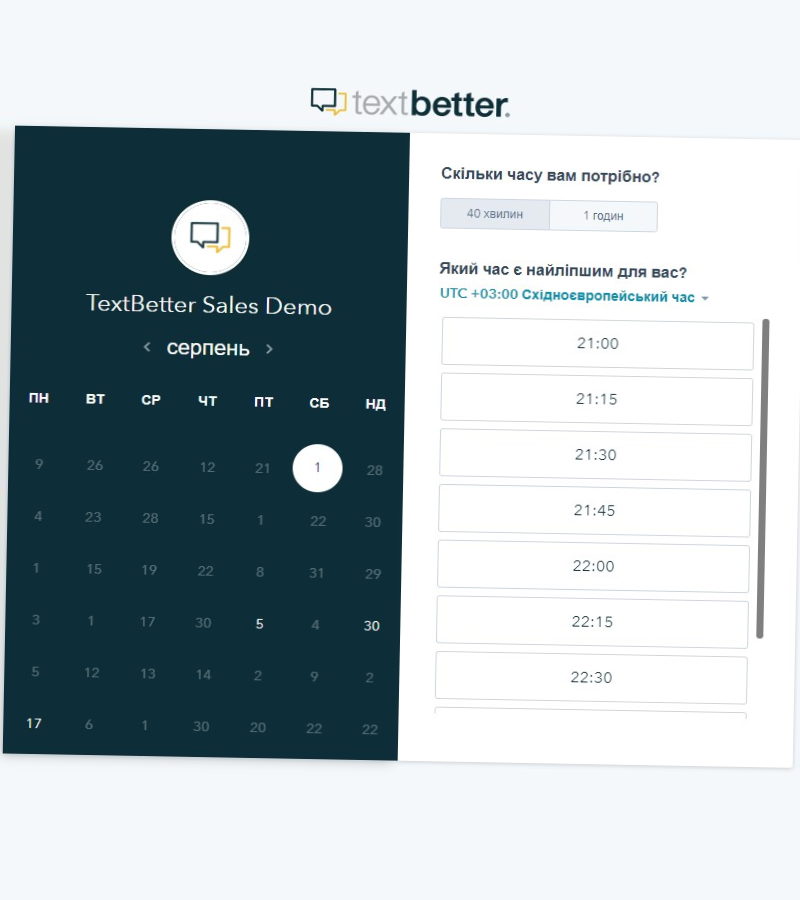 textbetter.
TextBetter Sales Demo
серпень
ПН ВТ СР ЧТ ПТ СБ НД
9 26 26 12 21 1 28
4 23 28 15 1 22 30
1 15 19 22 8 31 29
3 1 17 30 5 4 30
5 12 13 14 2 9 2
17 6 1 30 20 22 22
Скільки часу вам потрібно?
40 хвилин 1 годин
Який час є найліпшим для вас?
UTC +03:00 Східноєвропейський час
21:00
21:15
21:30
21:45
22:00
22:15
22:30